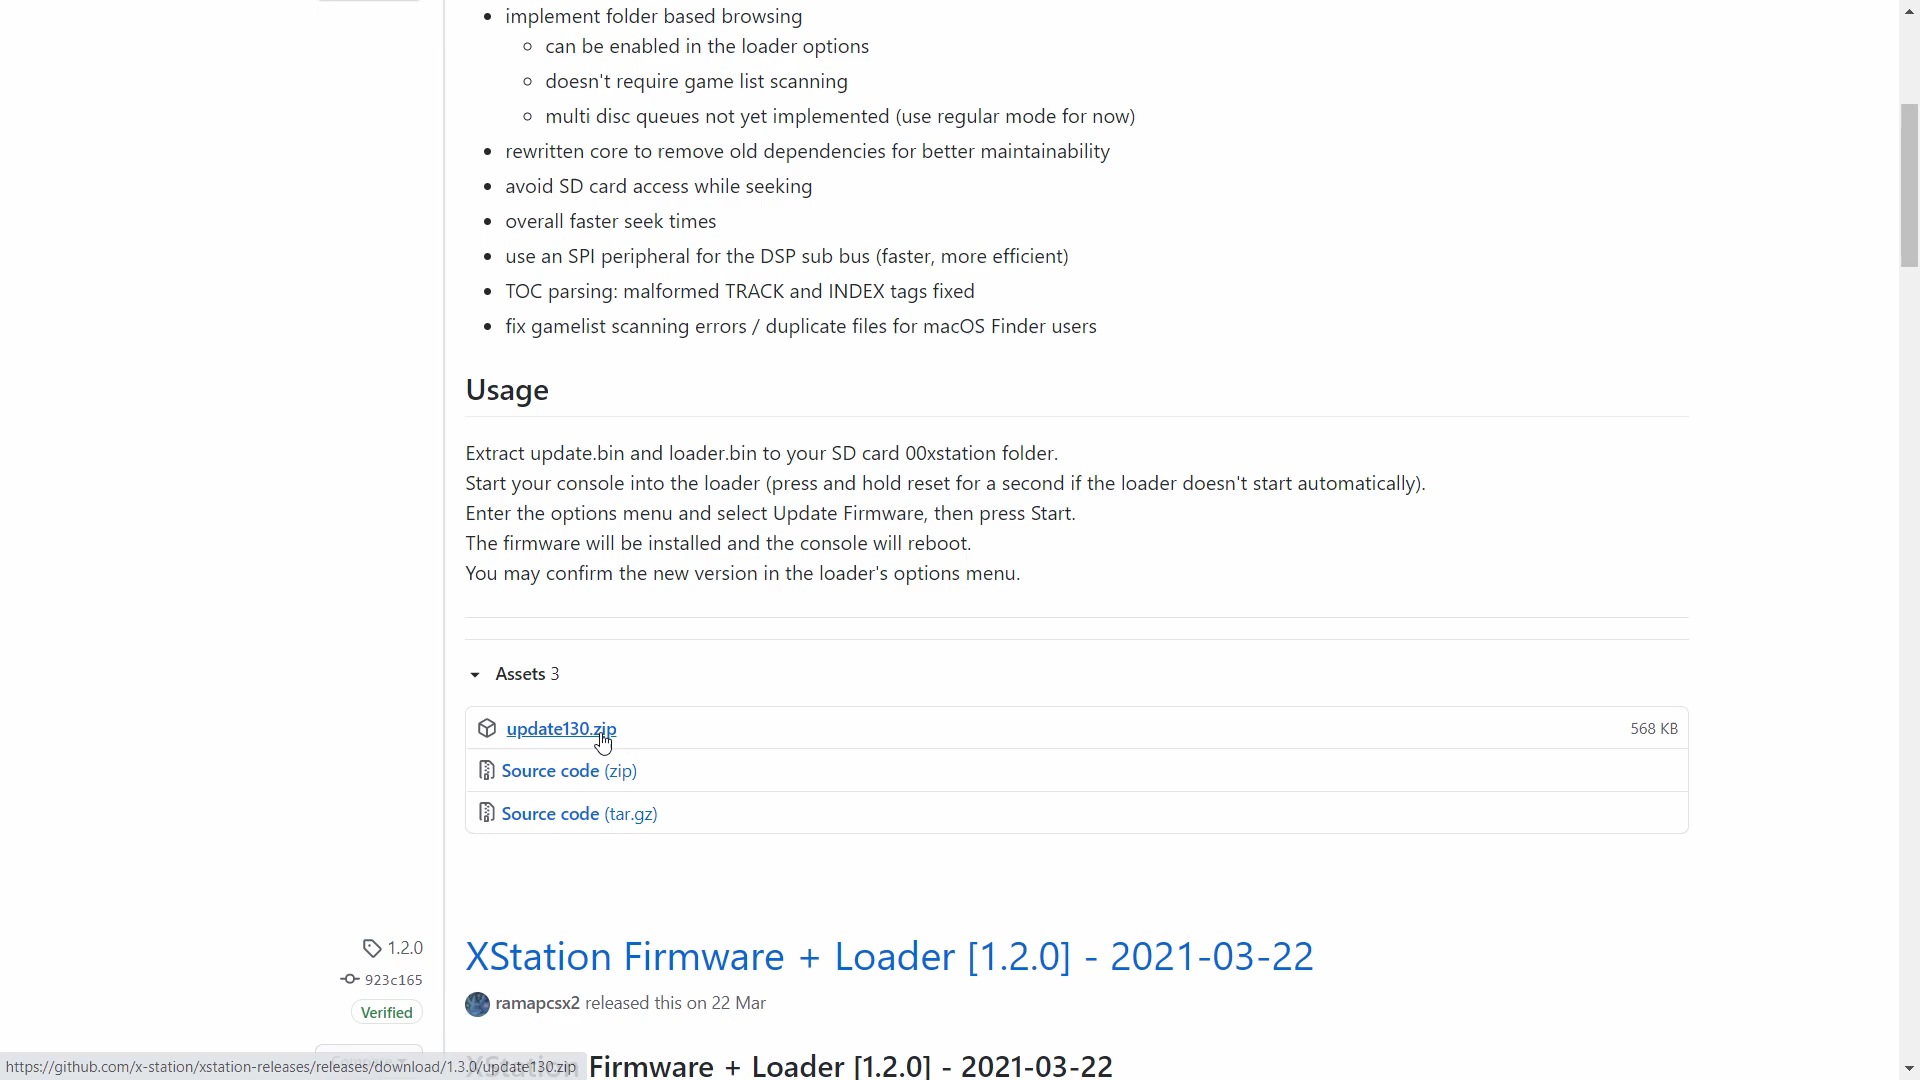 implement folder based browsing
can be enabled in the loader options
doesn't require game list scanning
multi disc queues not yet implemented (use regular mode for now)
rewritten core to remove old dependencies for better maintainability
avoid SD card access while seeking
overall faster seek times
use an SPI peripheral for the DSP sub bus (faster, more efficient)
TOC parsing: malformed TRACK and INDEX tags fixed
fix gamelist scanning errors / duplicate files for macOS Finder users
Usage
Extract update.bin and loader.bin to your SD card 00xstation folder.
Start your console into the loader (press and hold reset for a second if the loader doesn't start automatically).
Enter the options menu and select Update Firmware, then press Start.
The firmware will be installed and the console will reboot.
You may confirm the new version in the loader's options menu.
Assets 3
update130.zip 568 KB
Source code (zip)
Source code (tar.gz)
1.2.0
923c165
Verified
XStation Firmware + Loader [1.2.0] - 2021-03-22
ramapcsx2 released this on 22 Mar
Compare
XStation Firmware + Loader [1.2.0] - 2021-03-22
https://github.com/x-station/xstation-releases/releases/download/1.3.0/update130.zip